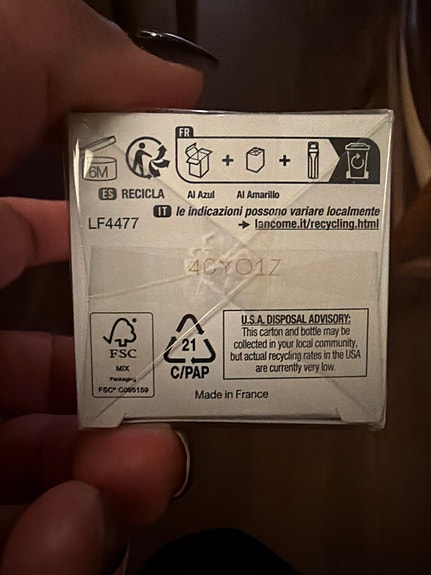 FR
6M
+ +
ES RECICLA Al Azul Al Amarillo
IT le indicazioni possono variare localmente
LF4477 → lancome.it/recycling.html
40YO1Z
FSC
MIX
Packaging
FSC® C095159
21
C/PAP
U.S.A. DISPOSAL ADVISORY:
This carton and bottle may be
collected in your local community,
but actual recycling rates in the USA
are currently very low.
Made in France